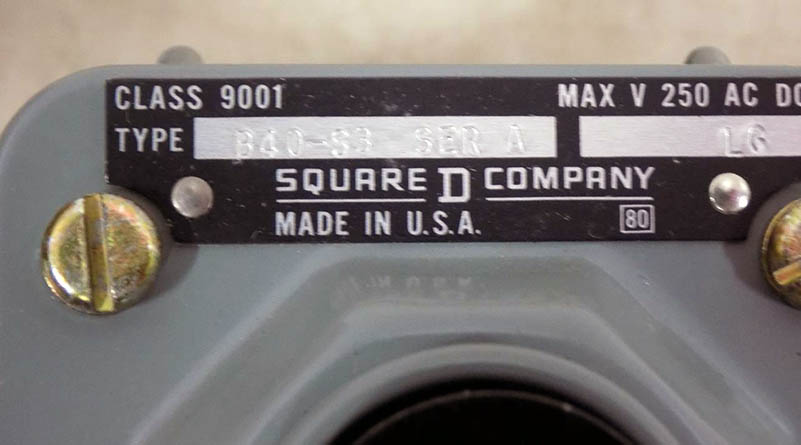 CLASS 9001 MAX V 250 AC DC
TYPE B40-S3 SER A LG
SQUARE D COMPANY
MADE IN U.S.A. 80